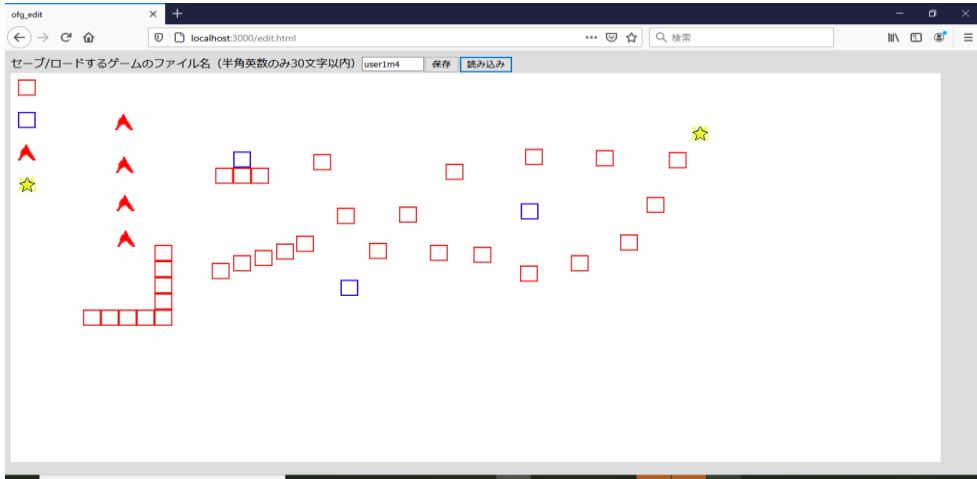 ofg_edit
localhost:3000/edit.html
検索
セーブ/ロードするゲームのファイル名（半角英数のみ30文字以内） user1m4 保存 読み込み